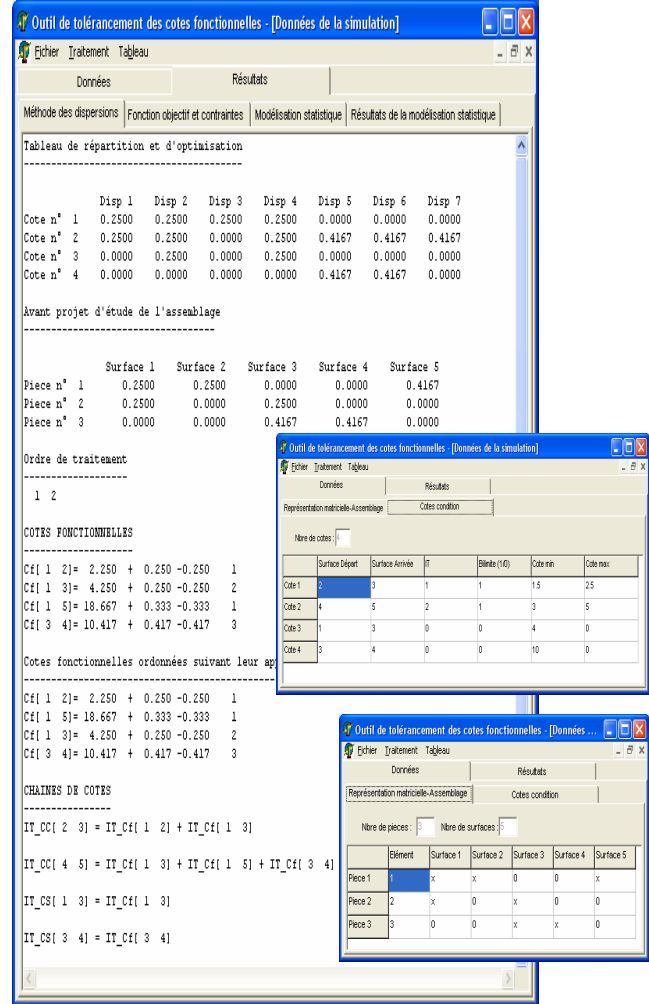 Outil de tolérancement des cotes fonctionnelles - [Données de la simulation]
Fichier Traitement Tableau
Données Résultats
Méthode des dispersions Fonction objectif et contraintes Modélisation statistique Résultats de la modélisation statistique
Tableau de répartition et d'optimisation
----------------------------------------
Disp 1 Disp 2 Disp 3 Disp 4 Disp 5 Disp 6 Disp 7
Cote n° 1 0.2500 0.2500 0.2500 0.2500 0.0000 0.0000 0.0000
Cote n° 2 0.2500 0.2500 0.0000 0.2500 0.4167 0.4167 0.4167
Cote n° 3 0.0000 0.2500 0.0000 0.2500 0.0000 0.0000 0.0000
Cote n° 4 0.0000 0.0000 0.0000 0.0000 0.4167 0.4167 0.0000
Avant projet d'étude de l'assemblage
-----------------------------------
Surface 1 Surface 2 Surface 3 Surface 4 Surface 5
Piece n° 1 0.2500 0.2500 0.0000 0.0000 0.4167
Piece n° 2 0.2500 0.0000 0.2500 0.0000 0.0000
Piece n° 3 0.0000 0.0000 0.4167 0.4167 0.0000
Ordre de traitement
-------------------
1 2
COTES FONCTIONNELLES
--------------------
Cf[ 1 2]= 2.250 + 0.250 -0.250 1
Cf[ 1 3]= 4.250 + 0.250 -0.250 2
Cf[ 1 5]= 18.667 + 0.333 -0.333 1
Cf[ 3 4]= 10.417 + 0.417 -0.417 3
Cotes fonctionnelles ordonnées suivant leur
Cf[ 1 2]= 2.250 + 0.250 -0.250 1
Cf[ 1 5]= 18.667 + 0.333 -0.333 1
Cf[ 1 3]= 4.250 + 0.250 -0.250 2
Cf[ 3 4]= 10.417 + 0.417 -0.417 3
CHAINES DE COTES
----------------
IT_CC[ 2 3] = IT_Cf[ 1 2] + IT_Cf[ 1 3]
IT_CC[ 4 5] = IT_Cf[ 1 3] + IT_Cf[ 1 5] + IT_Cf[ 3 4]
IT_CS[ 1 3] = IT_Cf[ 1 3]
IT_CS[ 3 4] = IT_Cf[ 3 4]
Outil de tolérancement des cotes fonctionnelles - [Données de la simulation]
Fichier Traitement Tableau
Données Résultats
Représentation matricielle-Assemblage Cotes condition
Nbre de cotes : 4
Surface Départ Surface Arrivée IT Bilimite (1/0) Cote min Cote max
Cote 1 2 3 1 1 1.5 2.5
Cote 2 4 5 2 1 3 5
Cote 3 1 3 0 0 4 0
Cote 4 3 4 0 0 10 0
Outil de tolérancement des cotes fonctionnelles - [Données ...
Fichier Traitement Tableau
Données Résultats
Représentation matricielle-Assemblage Cotes condition
Nbre de pieces : 3 Nbre de surfaces : 5
Elément Surface 1 Surface 2 Surface 3 Surface 4 Surface 5
Piece 1 1 x x 0 0 x
Piece 2 2 x 0 x 0 0
Piece 3 3 0 0 x x 0